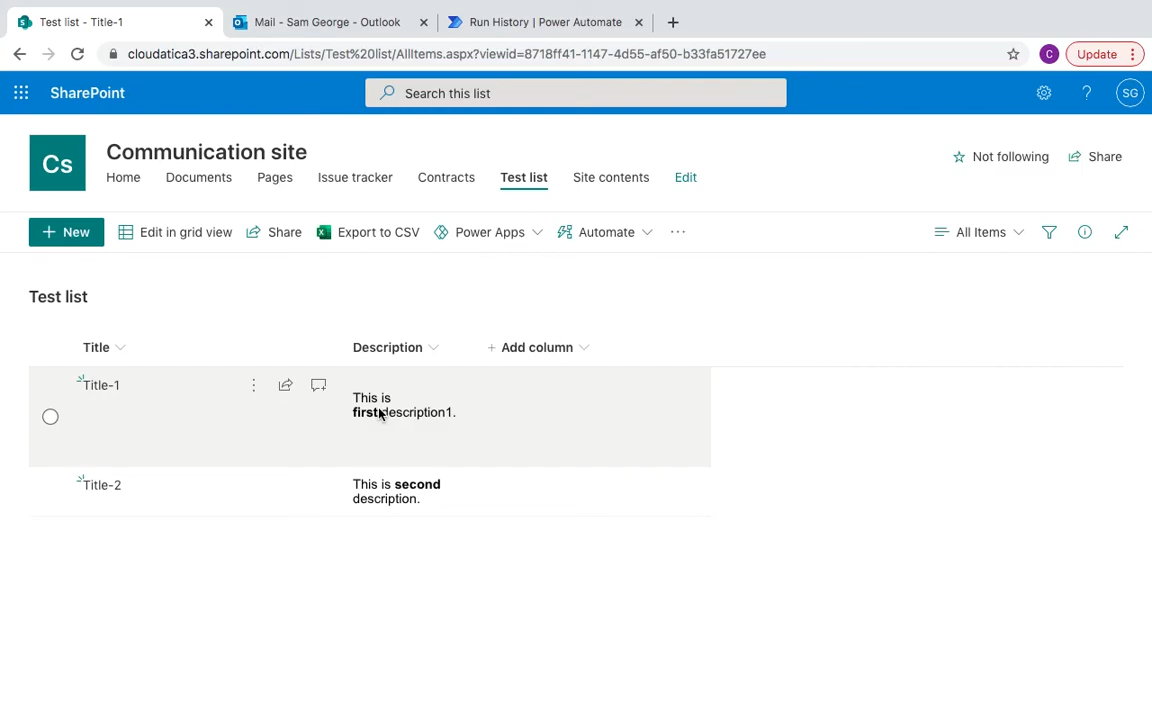 Test list - Title-1
Mail - Sam George - Outlook
Run History | Power Automate
cloudatica3.sharepoint.com/Lists/Test%20list/AllItems.aspx?viewid=8718ff41-1147-4d55-af50-b33fa51727ee
C
Update
SharePoint
Search this list
?
SG
Cs
Communication site
Not following
Share
Home
Documents
Pages
Issue tracker
Contracts
Test list
Site contents
Edit
+ New
Edit in grid view
Share
Export to CSV
Power Apps
Automate
All Items
Test list
Title
Description
+ Add column
Title-1
This is
first description1.
Title-2
This is second
description.